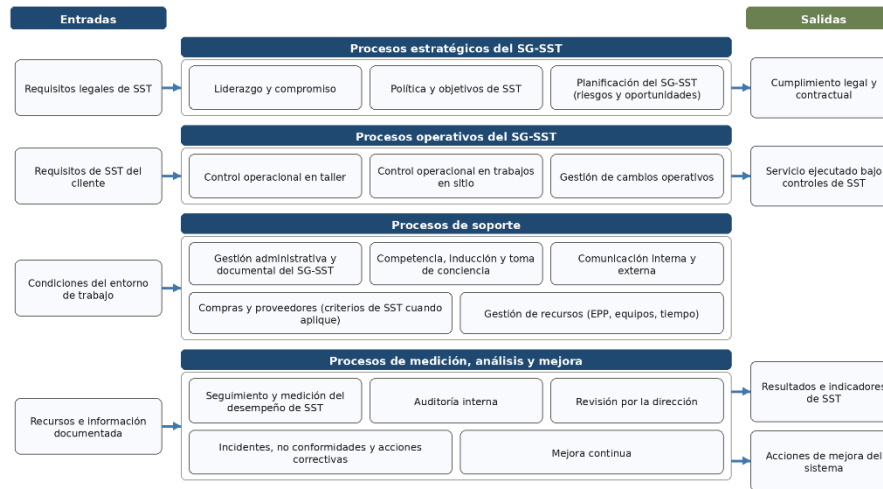 Entradas
Salidas
Procesos estratégicos del SG-SST
Requisitos legales de SST
Liderazgo y compromiso
Política y objetivos de SST
Planificación del SG-SST
(riesgos y oportunidades)
Cumplimiento legal y
contractual
Procesos operativos del SG-SST
Requisitos de SST del
cliente
Control operacional en taller
Control operacional en trabajos
en sitio
Gestión de cambios operativos
Servicio ejecutado bajo
controles de SST
Procesos de soporte
Condiciones del entorno
de trabajo
Gestión administrativa y
documental del SG-SST
Competencia, inducción y toma
de conciencia
Comunicación interna y
externa
Compras y proveedores (criterios de SST cuando
aplique)
Gestión de recursos (EPP, equipos, tiempo)
Procesos de medición, análisis y mejora
Recursos e información
documentada
Seguimiento y medición del
desempeño de SST
Auditoría interna
Revisión por la dirección
Resultados e indicadores
de SST
Incidentes, no conformidades y acciones
correctivas
Mejora continua
Acciones de mejora del
sistema